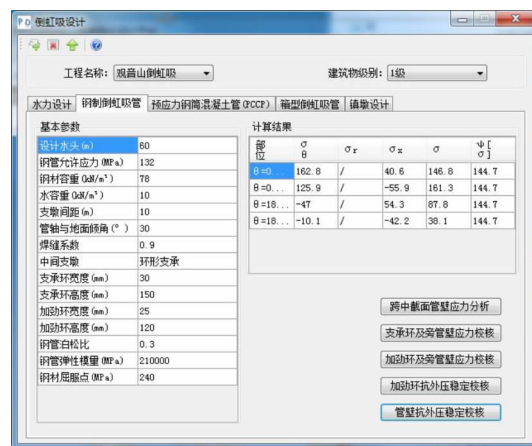 PD 倒虹吸设计
工程名称: 观音山倒虹吸
建筑物级别: 1级
水力设计 钢制倒虹吸管 预应力钢筒混凝土管(PCCP) 箱型倒虹吸管 镇墩设计
基本参数
设计水头(m) 60
钢管允许应力(MPa) 132
钢材容重(kN/m³) 78
水容重(kN/m³) 10
支墩间距(m) 10
管轴与地面倾角(°) 30
焊缝系数 0.9
中间支墩 环形支承
支承环宽度(mm) 30
支承环高度(mm) 150
加劲环宽度(mm) 25
加劲环高度(mm) 120
钢管泊松比 0.3
钢管弹性模量(MPa) 210000
钢材屈服点(MPa) 240
计算结果
部位 σθ σr σx σ ψ[σ]
θ=0... 162.8 / 40.6 146.8 144.7
θ=0... 125.9 / -55.9 161.3 144.7
θ=18... -47 / 54.3 87.8 144.7
θ=18... -10.1 / -42.2 38.1 144.7
跨中截面管壁应力分析
支承环及旁管壁应力校核
加劲环及旁管壁应力校核
加劲环抗外压稳定校核
管壁抗外压稳定校核